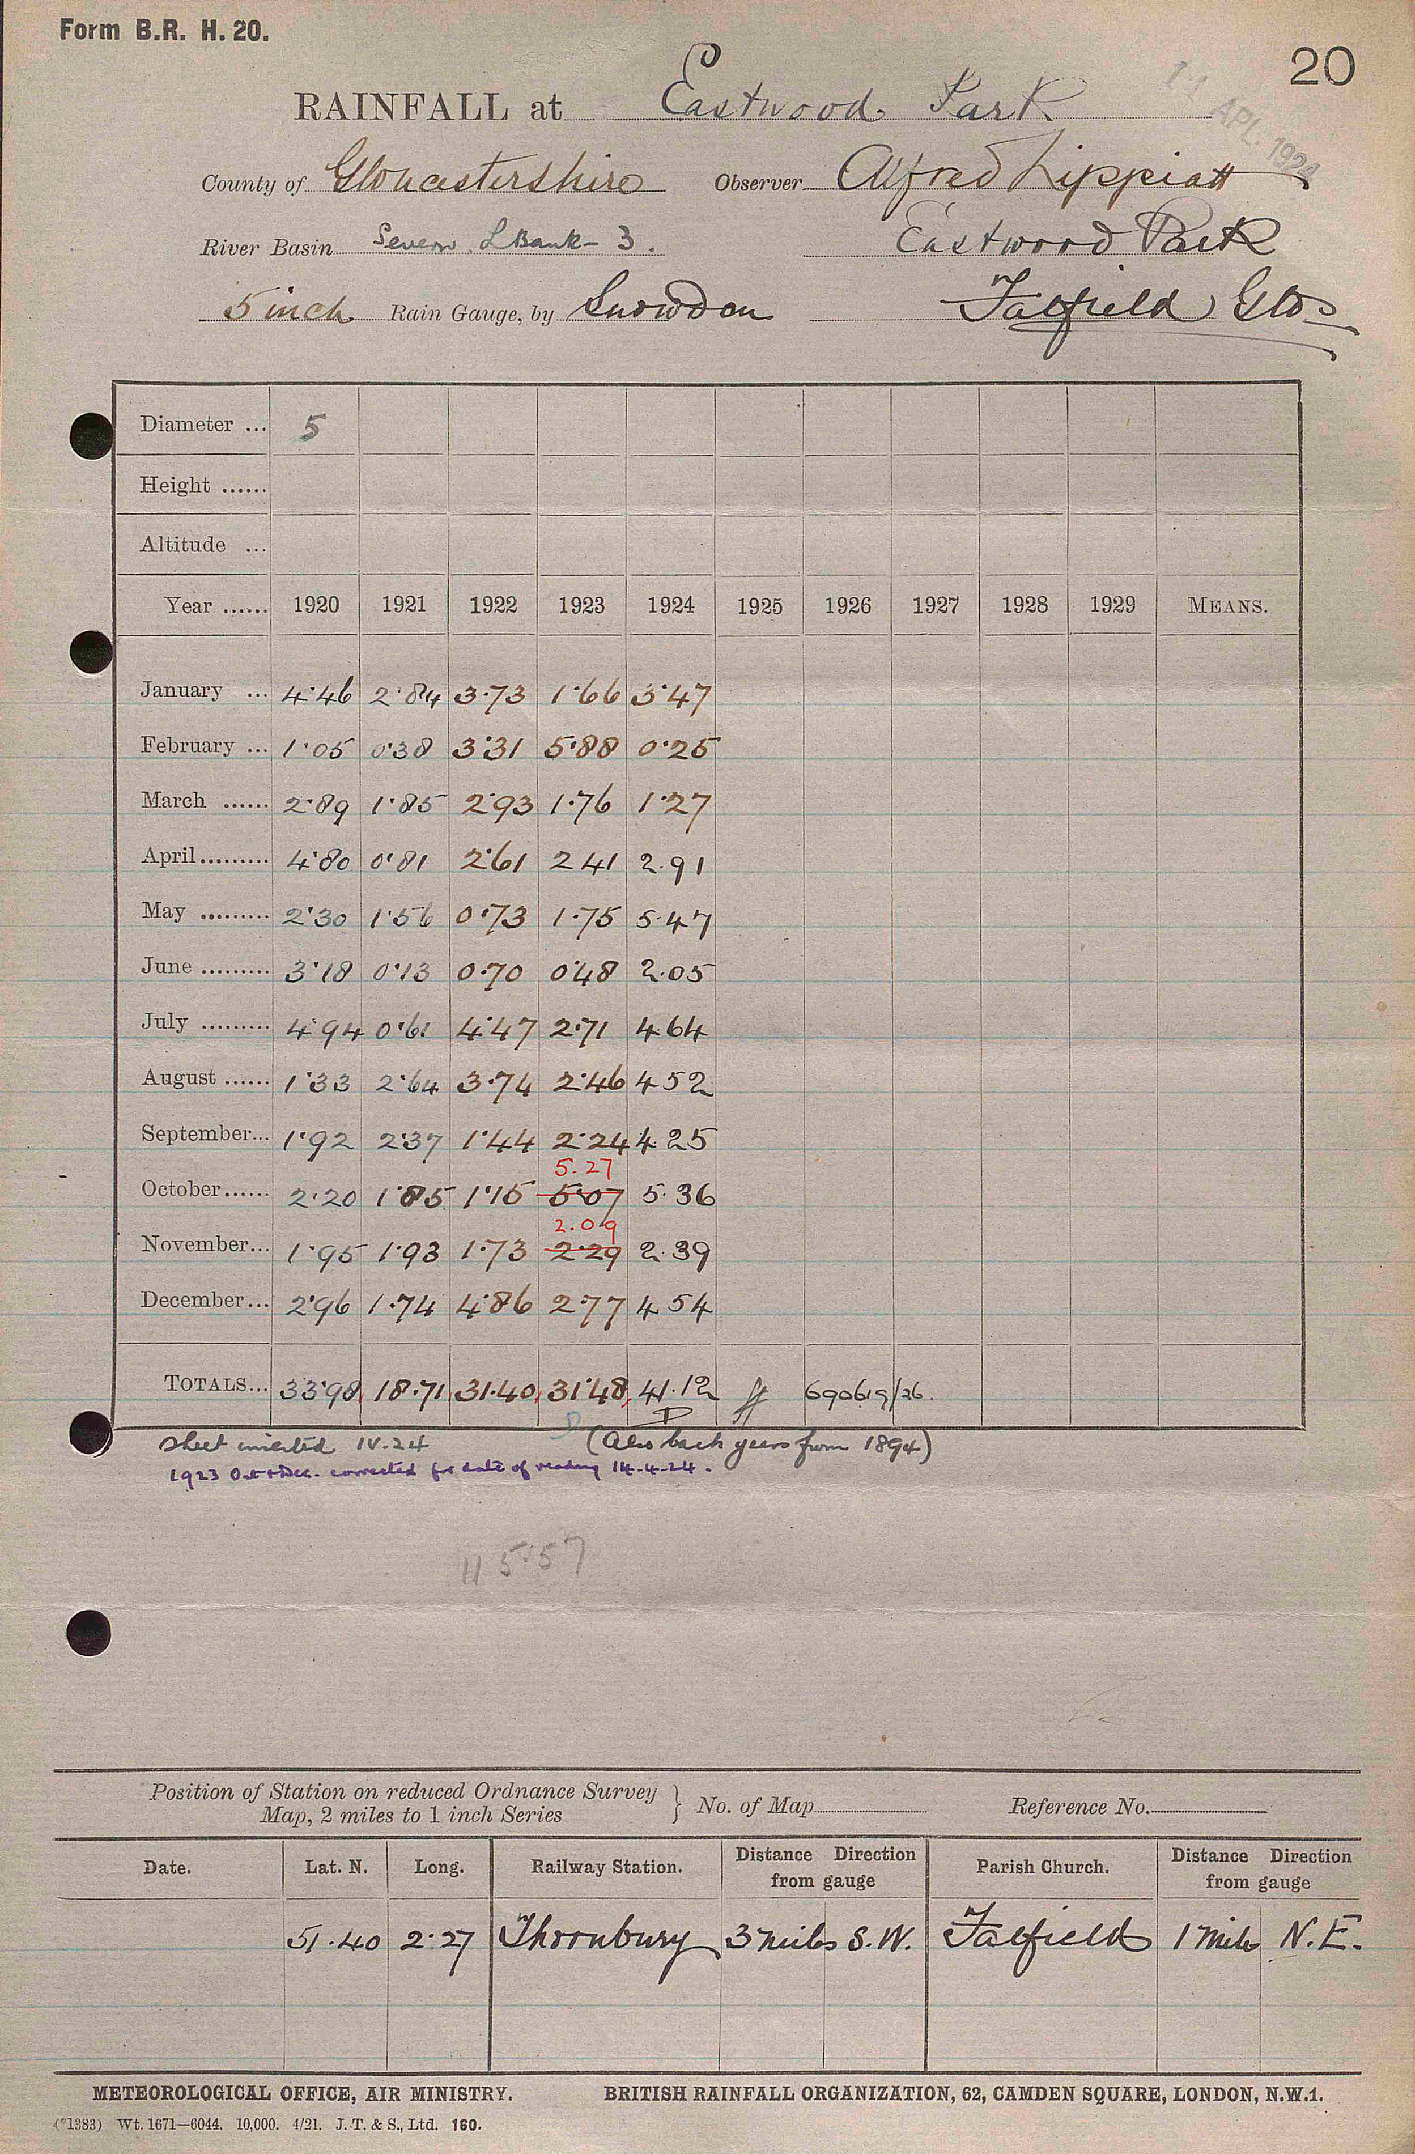 Form B.R. H. 20.
20
11 APL. 1924
RAINFALL at Eastwood Park
County of Gloucestershire Observer Alfred Lippiatt
River Basin Severn L Bank - 3. Eastwood Park
5 inch Rain Gauge, by Snowdon Falfield Glos
Diameter ... 5
Height ......
Altitude ...
Year ...... 1920 1921 1922 1923 1924 1925 1926 1927 1928 1929 MEANS.
January ... 4.46 2.84 3.73 1.66 3.47
February ... 1.05 0.38 3.31 5.88 0.25
March ...... 2.89 1.85 2.93 1.76 1.27
April ......... 4.80 0.81 2.61 2.41 2.91
May ......... 2.30 1.56 0.73 1.75 5.47
June ......... 3.18 0.13 0.70 0.48 2.05
July ......... 4.94 0.61 4.47 2.71 4.64
August ...... 1.33 2.64 3.74 2.46 4.52
September... 1.92 2.37 1.44 2.24 4.25
5.27
October...... 2.20 1.85 1.15 5.07 5.36
2.09
November... 1.95 1.93 1.73 2.29 2.39
December... 2.96 1.74 4.86 2.77 4.54
TOTALS... 33.98 18.71 31.40 31.48 41.12 690619/26.
Sheet inserted IV.24 (Also back years from 1894)
1923 Oct & Dec. corrected for date of reading 14.4.24.
115.57
Position of Station on reduced Ordnance Survey
Map, 2 miles to 1 inch Series } No. of Map Reference No.
Date. Lat. N. Long. Railway Station. Distance Direction from gauge Parish Church. Distance Direction from gauge
51.40 2.27 Thornbury 3 miles S.W. Falfield 1 Mile N.E.
METEOROLOGICAL OFFICE, AIR MINISTRY. BRITISH RAINFALL ORGANIZATION, 62, CAMDEN SQUARE, LONDON, N.W.1.
(*1383) Wt. 1671—6044. 10,000. 4/21. J. T. & S., Ltd. 160.